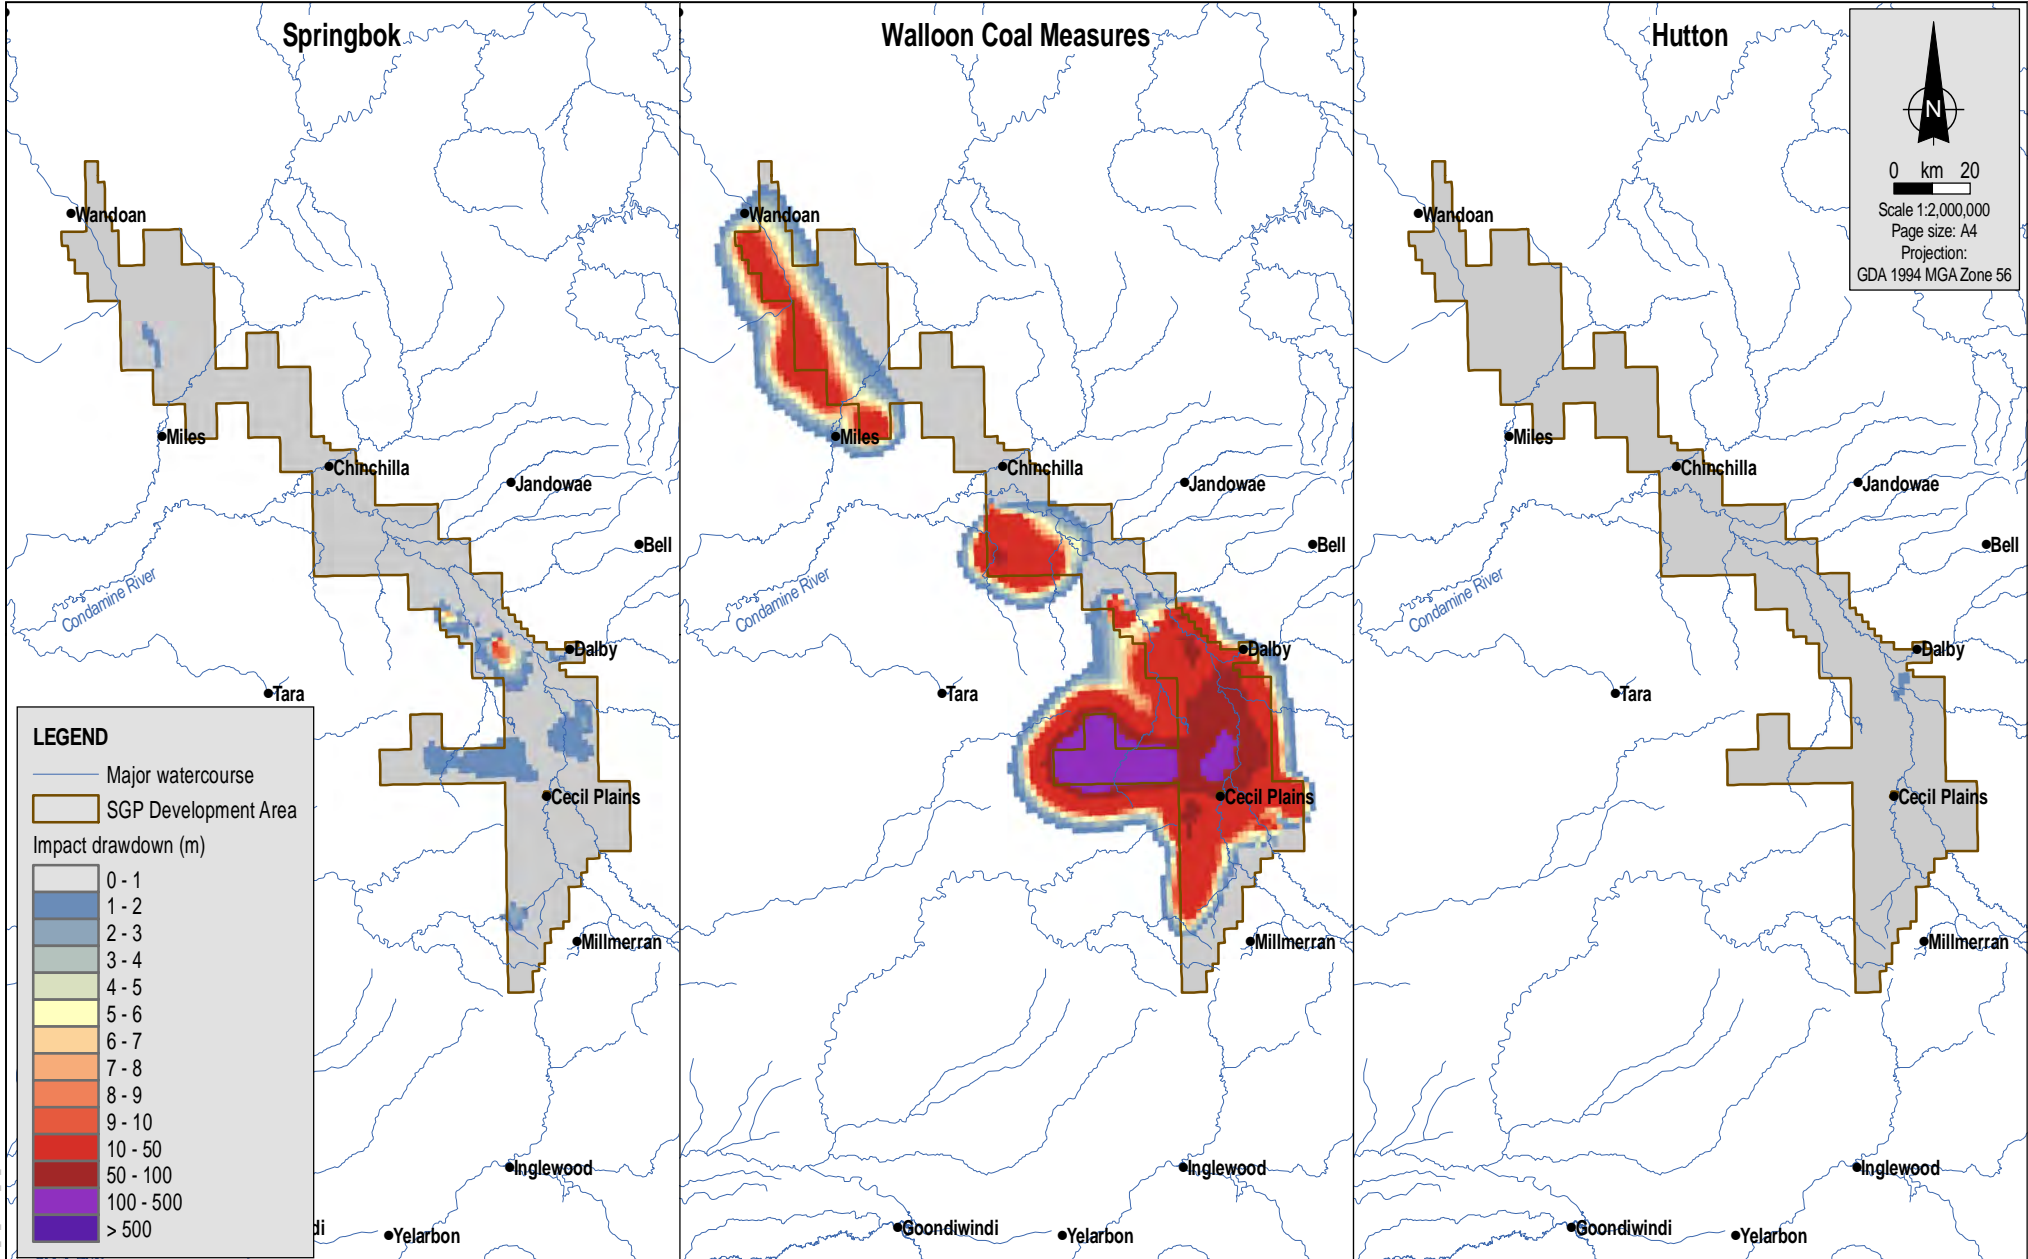 Springbok
Wandoan
Miles
Chinchilla
Jandowae
Bell
Condamine River
Dalby
Tara
Cecil Plains
Millmerran
Inglewood
Yelarbon
di
LEGEND
Major watercourse
SGP Development Area
Impact drawdown (m)
0 - 1
1 - 2
2 - 3
3 - 4
4 - 5
5 - 6
6 - 7
7 - 8
8 - 9
9 - 10
10 - 50
50 - 100
100 - 500
> 500
Walloon Coal Measures
Wandoan
Miles
Chinchilla
Jandowae
Bell
Condamine River
Dalby
Tara
Cecil Plains
Millmerran
Inglewood
Goondiwindi
Yelarbon
Hutton
Wandoan
Miles
Chinchilla
Jandowae
Bell
Condamine River
Dalby
Tara
Cecil Plains
Millmerran
Inglewood
Goondiwindi
Yelarbon
N
0 km 20
Scale 1:2,000,000
Page size: A4
Projection:
GDA 1994 MGA Zone 56